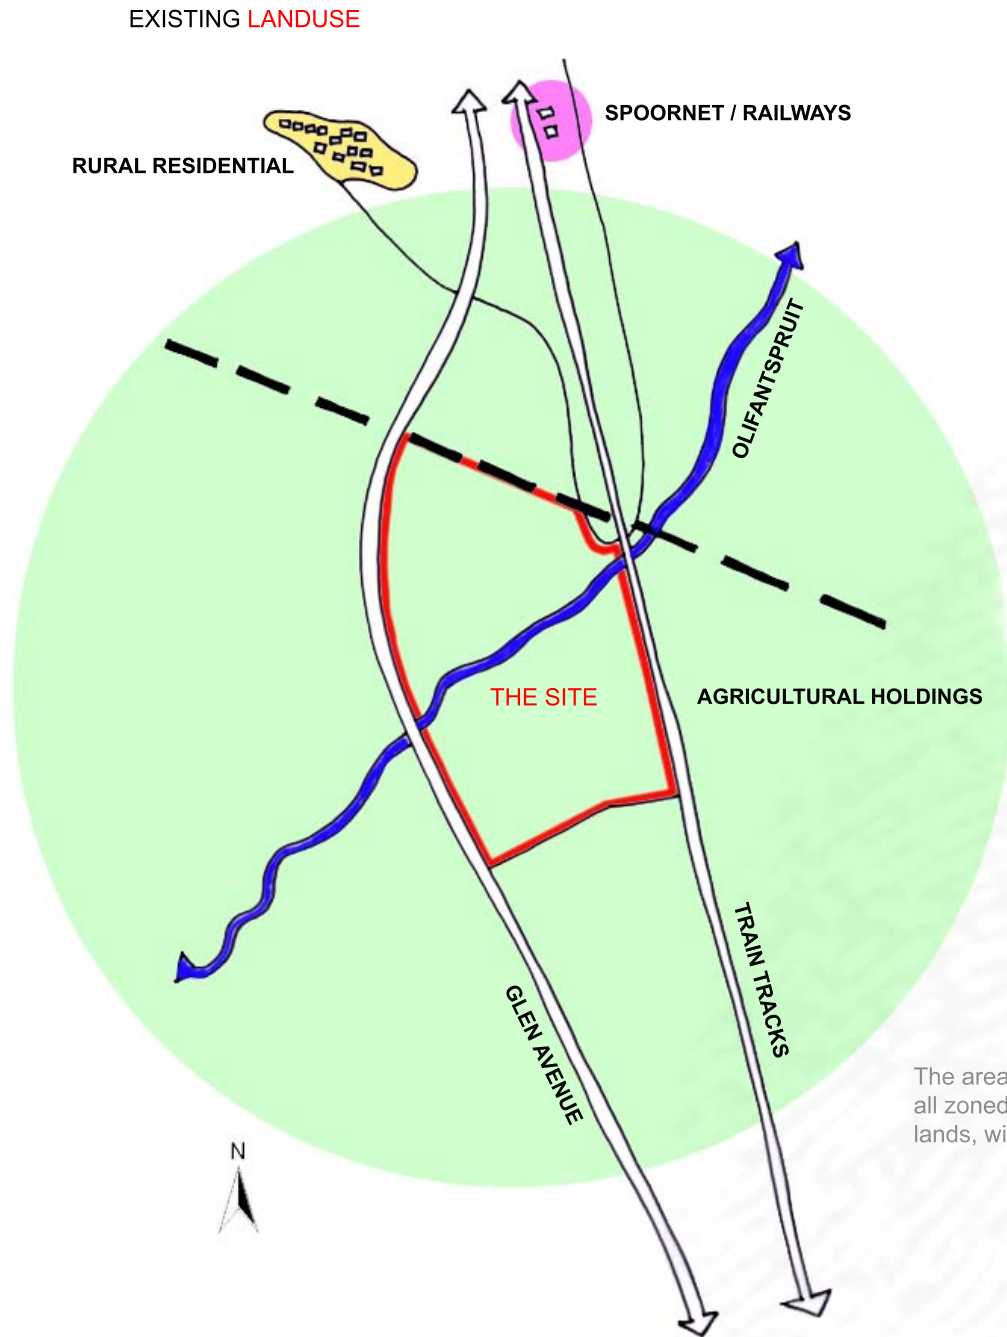 EXISTING LANDUSE
SPOORNET / RAILWAYS
RURAL RESIDENTIAL
OLIFANTSPRUIT
THE SITE
AGRICULTURAL HOLDINGS
TRAIN TRACKS
GLEN AVENUE
The area
all zoned
lands, wi
N